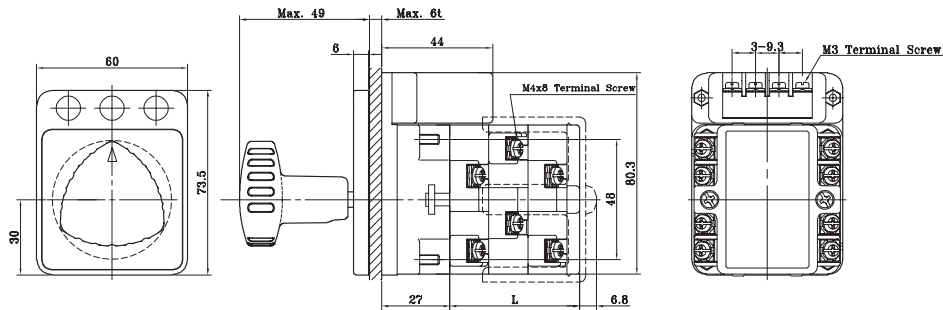 Max. 49
Max. 6t
6
44
60
3-9.3
M3 Terminal Screw
M4x8 Terminal Screw
73.5
30
48
80.3
27
L
6.8